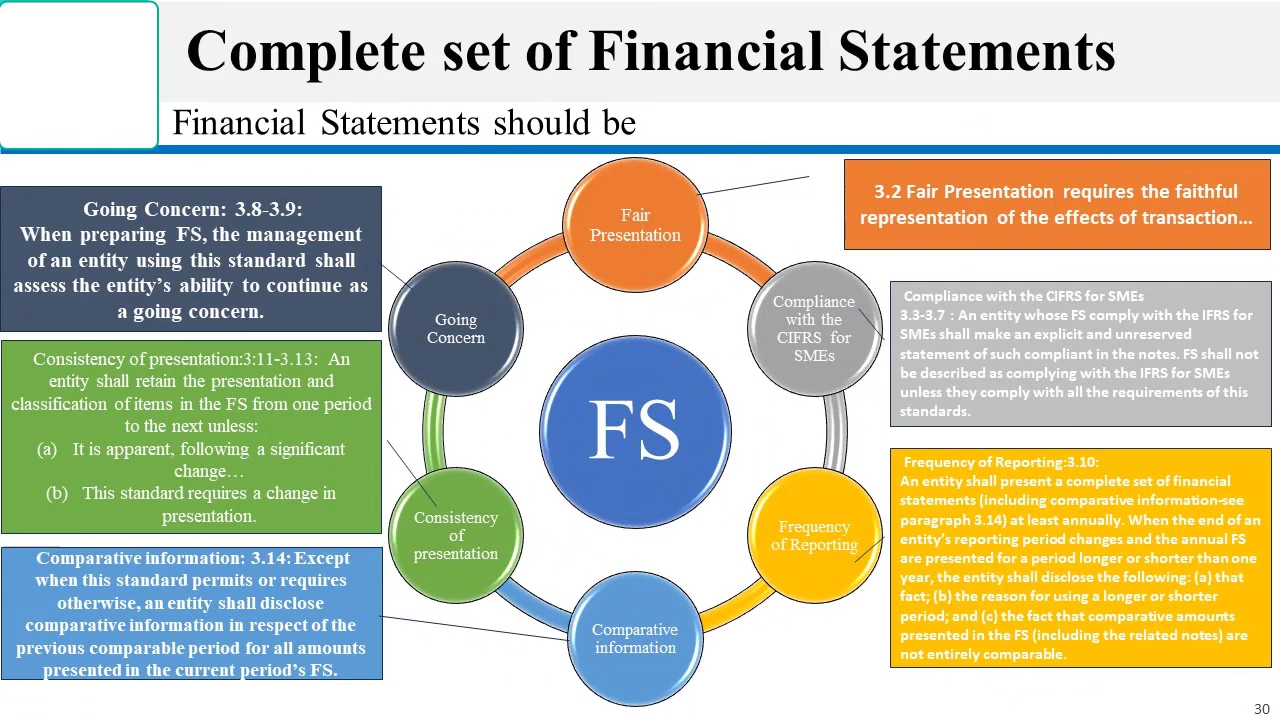 Complete set of Financial Statements
Financial Statements should be
Going Concern: 3.8-3.9:
When preparing FS, the management
of an entity using this standard shall
assess the entity’s ability to continue as
a going concern.
Consistency of presentation:3:11-3.13: An
entity shall retain the presentation and
classification of items in the FS from one period
to the next unless:
(a) It is apparent, following a significant
change…
(b) This standard requires a change in
presentation.
Comparative information: 3.14: Except
when this standard permits or requires
otherwise, an entity shall disclose
comparative information in respect of the
previous comparable period for all amounts
presented in the current period’s FS.
Fair
Presentation
Going
Concern
Compliance
with the
CIFRS for
SMEs
FS
Consistency
of
presentation
Frequency
of Reporting
Comparative
information
3.2 Fair Presentation requires the faithful
representation of the effects of transaction…
Compliance with the CIFRS for SMEs
3.3-3.7 : An entity whose FS comply with the IFRS for
SMEs shall make an explicit and unreserved
statement of such compliant in the notes. FS shall not
be described as complying with the IFRS for SMEs
unless they comply with all the requirements of this
standards.
Frequency of Reporting:3.10:
An entity shall present a complete set of financial
statements (including comparative information-see
paragraph 3.14) at least annually. When the end of an
entity’s reporting period changes and the annual FS
are presented for a period longer or shorter than one
year, the entity shall disclose the following: (a) that
fact; (b) the reason for using a longer or shorter
period; and (c) the fact that comparative amounts
presented in the FS (including the related notes) are
not entirely comparable.
30